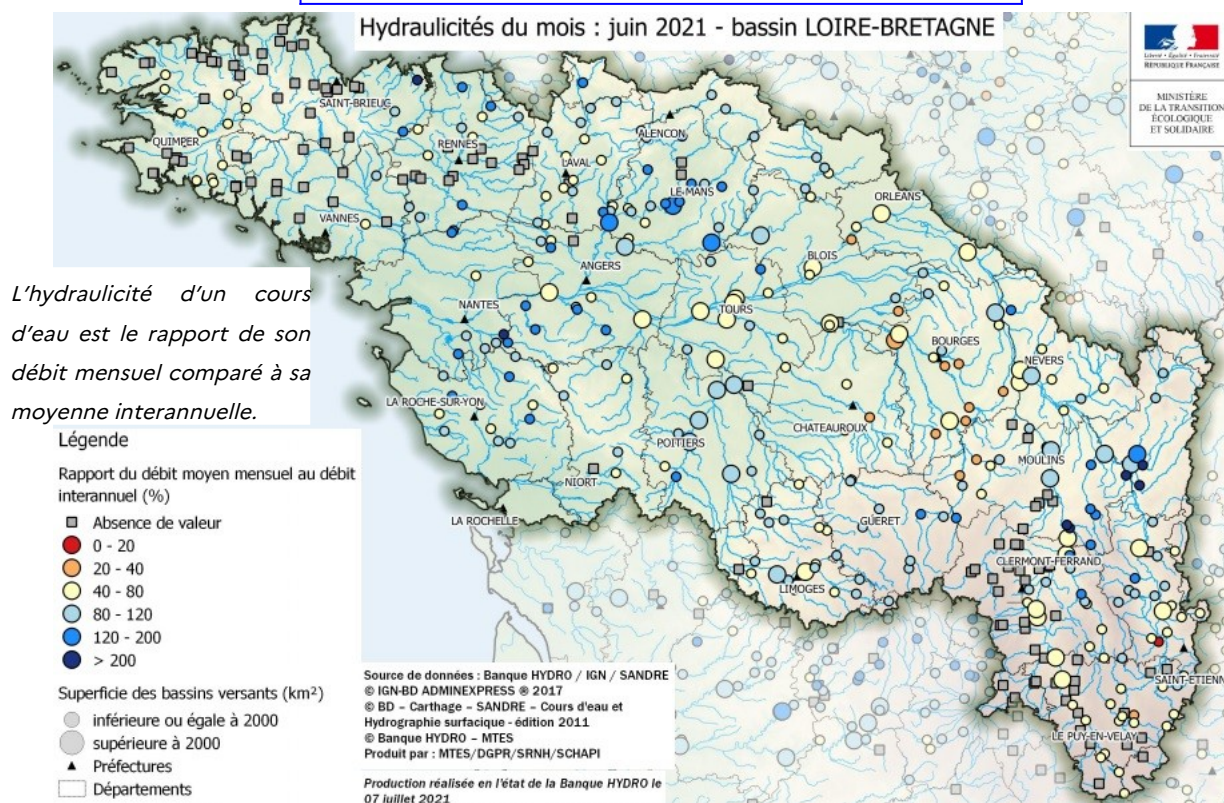 Hydraulicités du mois : juin 2021 - bassin LOIRE-BRETAGNE
Liberté • Égalité • Fraternité
RÉPUBLIQUE FRANÇAISE
MINISTÈRE
DE LA TRANSITION
ÉCOLOGIQUE
ET SOLIDAIRE
SAINT-BRIEUC
QUIMPER
RENNES
ALENCON
LAVAL
LE-MANS
ORLEANS
VANNES
BLOIS
ANGERS
NANTES
TOURS
BOURGES
NEVERS
LA ROCHE-SUR-YON
CHATEAUROUX
POITIERS
MOULINS
NIORT
LA ROCHELLE
GUERET
CLERMONT-FERRAND
LIMOGES
SAINT-ETIENN
LE PUY-EN-VELAY
L'hydraulicité d'un cours
d'eau est le rapport de son
débit mensuel comparé à sa
moyenne interannuelle.
Légende
Rapport du débit moyen mensuel au débit
interannuel (%)
Absence de valeur
0 - 20
20 - 40
40 - 80
80 - 120
120 - 200
> 200
Superficie des bassins versants (km²)
inférieure ou égale à 2000
supérieure à 2000
Préfectures
Départements
Source de données : Banque HYDRO / IGN / SANDRE
© IGN-BD ADMINEXPRESS ® 2017
© BD – Carthage – SANDRE – Cours d'eau et
Hydrographie surfacique - édition 2011
© Banque HYDRO – MTES
Produit par : MTES/DGPR/SRNH/SCHAPI
Production réalisée en l'état de la Banque HYDRO le
07 juillet 2021